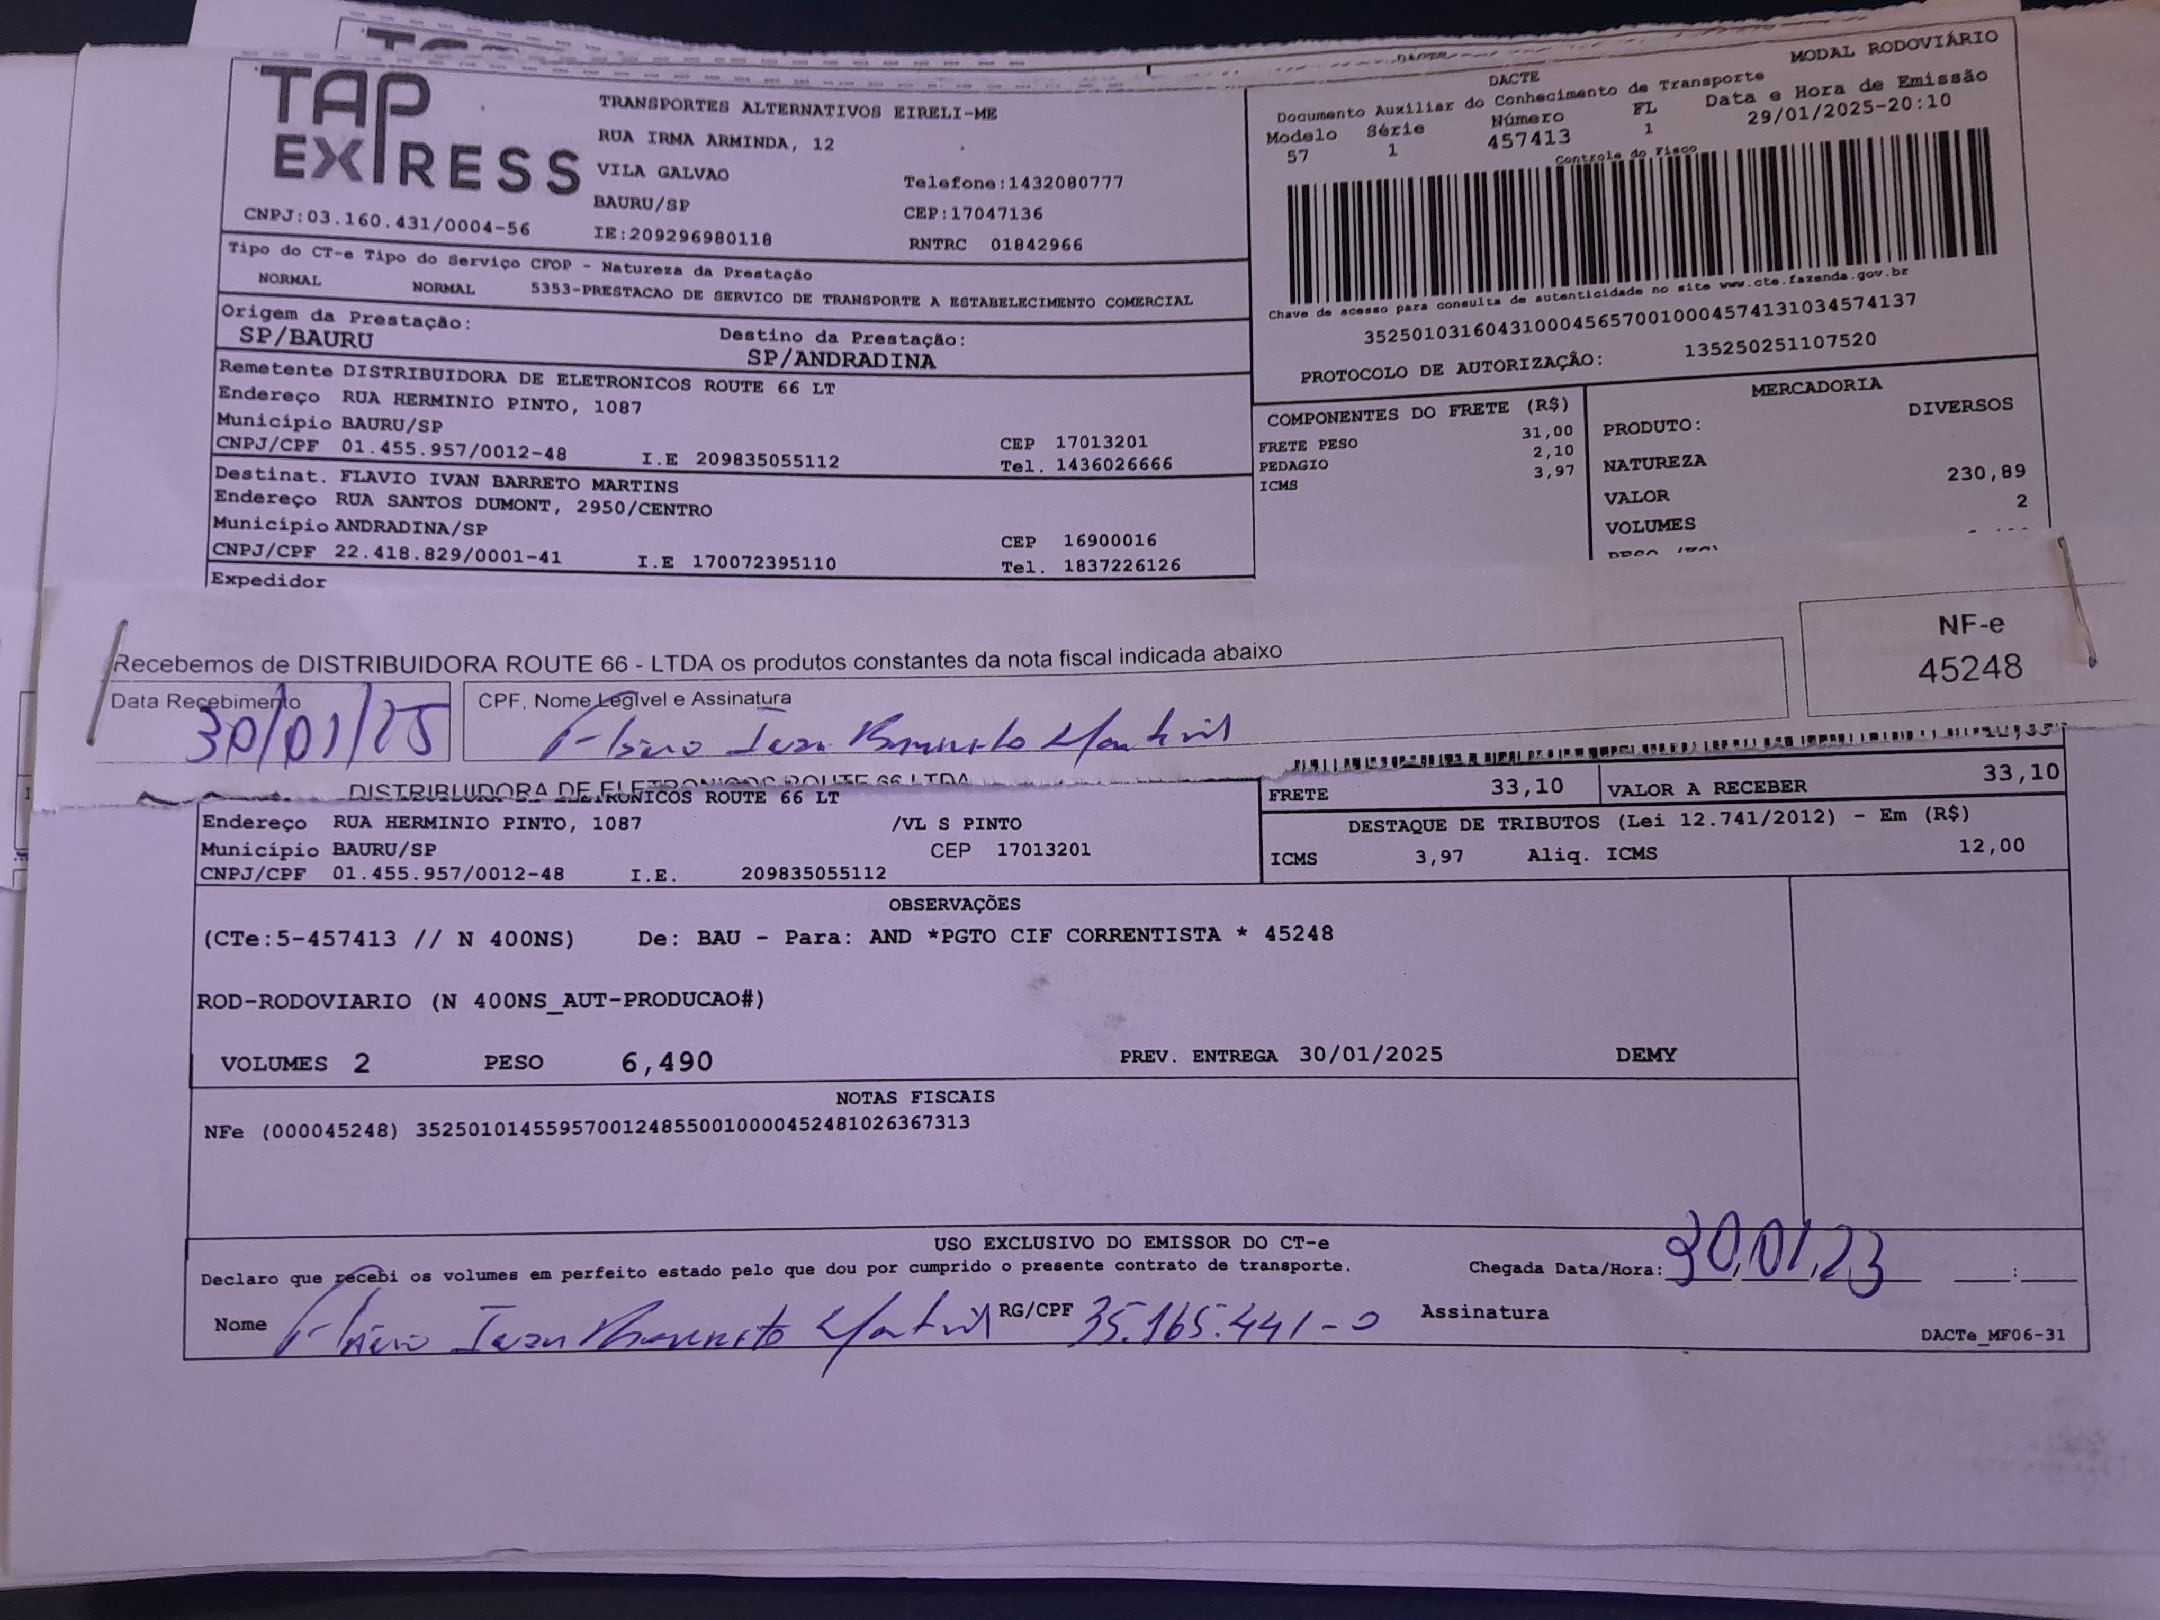 TAP
EXPRESS
CNPJ:03.160.431/0004-56
TRANSPORTES ALTERNATIVOS EIRELI-ME
RUA IRMA ARMINDA, 12
VILA GALVAO
Telefone:1432080777
BAURU/SP
CEP:17047136
IE:209296980118
RNTRC 01842966
DACTE
MODAL RODOVIÁRIO
Documento Auxiliar do Conhecimento de Transporte
Modelo Série Número FL Data e Hora de Emissão
57 1 457413 1 29/01/2025-20:10
Controle do Fisco
Chave de acesso para consulta de autenticidade no site www.cte.fazenda.gov.br
35250103160431000456570010004574131034574137
PROTOCOLO DE AUTORIZAÇÃO: 135250251107520
Tipo do CT-e Tipo do Serviço CFOP - Natureza da Prestação
NORMAL NORMAL 5353-PRESTACAO DE SERVICO DE TRANSPORTE A ESTABELECIMENTO COMERCIAL
Origem da Prestação: Destino da Prestação:
SP/BAURU SP/ANDRADINA
Remetente DISTRIBUIDORA DE ELETRONICOS ROUTE 66 LT
Endereço RUA HERMINIO PINTO, 1087
Município BAURU/SP CEP 17013201
CNPJ/CPF 01.455.957/0012-48 I.E 209835055112 Tel. 1436026666
Destinat. FLAVIO IVAN BARRETO MARTINS
Endereço RUA SANTOS DUMONT, 2950/CENTRO
Município ANDRADINA/SP CEP 16900016
CNPJ/CPF 22.418.829/0001-41 I.E 170072395110 Tel. 1837226126
Expedidor
COMPONENTES DO FRETE (R$)
FRETE PESO 31,00
PEDAGIO 2,10
ICMS 3,97
MERCADORIA
PRODUTO: DIVERSOS
NATUREZA
VALOR 230,89
VOLUMES 2
Recebemos de DISTRIBUIDORA ROUTE 66 - LTDA os produtos constantes da nota fiscal indicada abaixo
NF-e
45248
Data Recebimento CPF, Nome Legível e Assinatura
30/01/25 Flávio Ivan Barreto Martins
DISTRIBUIDORA DE ELETRONICOS ROUTE 66 LTDA
ELETRONICOS ROUTE 66 LT
Endereço RUA HERMINIO PINTO, 1087 /VL S PINTO
Município BAURU/SP CEP 17013201
CNPJ/CPF 01.455.957/0012-48 I.E. 209835055112
FRETE 33,10 VALOR A RECEBER 33,10
DESTAQUE DE TRIBUTOS (Lei 12.741/2012) - Em (R$)
ICMS 3,97 Aliq. ICMS 12,00
OBSERVAÇÕES
(CTe:5-457413 // N 400NS) De: BAU - Para: AND *PGTO CIF CORRENTISTA * 45248
ROD-RODOVIARIO (N 400NS_AUT-PRODUCAO#)
VOLUMES 2 PESO 6,490 PREV. ENTREGA 30/01/2025 DEMY
NOTAS FISCAIS
NFe (000045248) 35250101455957001248550010000452481026367313
USO EXCLUSIVO DO EMISSOR DO CT-e
Declaro que recebi os volumes em perfeito estado pelo que dou por cumprido o presente contrato de transporte. Chegada Data/Hora: 30,01,23 __:__
Nome Flávio Ivan Barreto Martins RG/CPF 35.165.441-0 Assinatura
DACTe_MF06-31